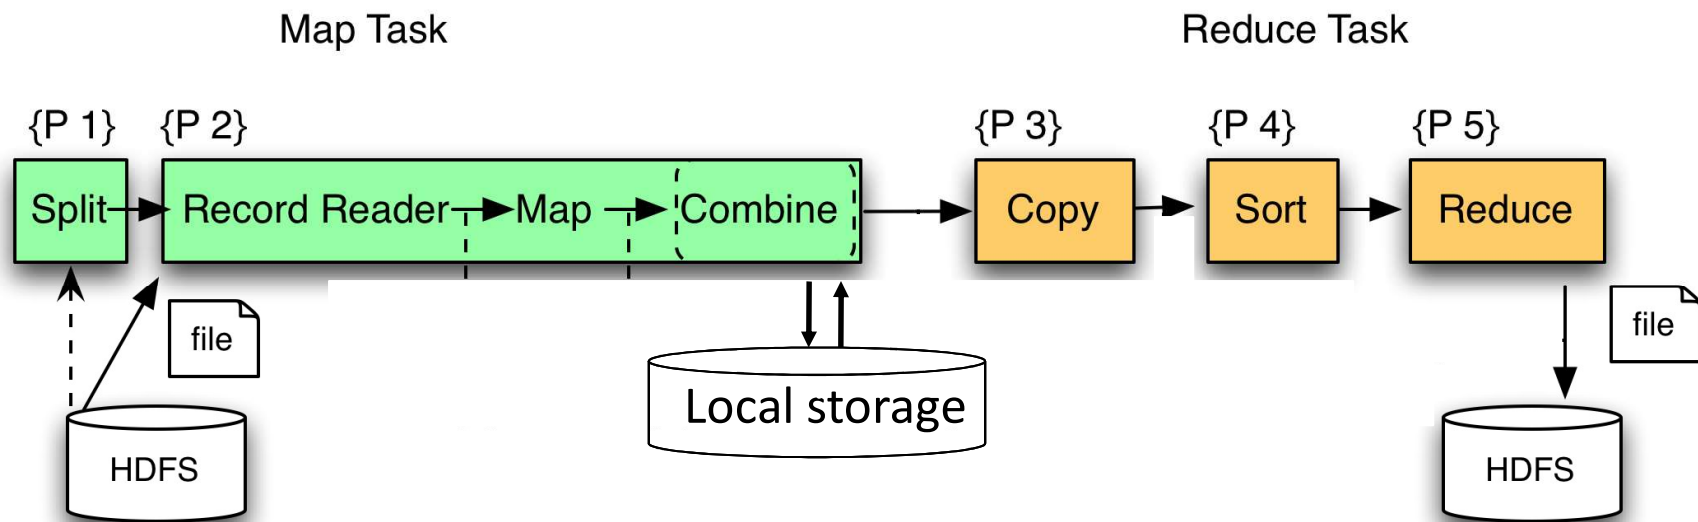 Map Task
Reduce Task
{P 1}
{P 2}
{P 3}
{P 4}
{P 5}
Split
Record Reader
Map
Combine
Copy
Sort
Reduce
file
file
Local storage
HDFS
HDFS